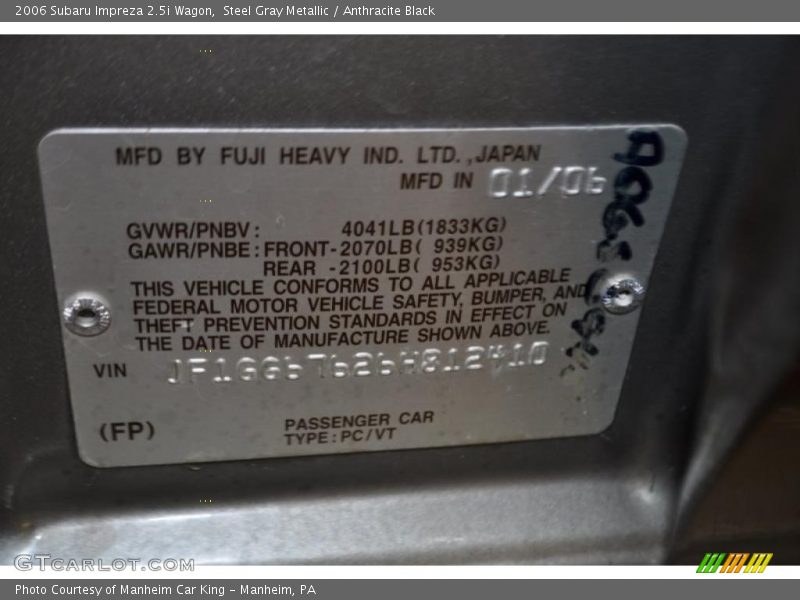 2006 Subaru Impreza 2.5i Wagon, Steel Gray Metallic / Anthracite Black
MFD BY FUJI HEAVY IND. LTD.,JAPAN
MFD IN 01/06
GVWR/PNBV: 4041LB(1833KG)
GAWR/PNBE:FRONT-2070LB( 939KG)
REAR -2100LB( 953KG)
THIS VEHICLE CONFORMS TO ALL APPLICABLE
FEDERAL MOTOR VEHICLE SAFETY, BUMPER, AND
THEFT PREVENTION STANDARDS IN EFFECT ON
THE DATE OF MANUFACTURE SHOWN ABOVE.
VIN JF1GG67626H812410
(FP)
PASSENGER CAR
TYPE:PC/VT
GTCARLOT.COM
Photo Courtesy of Manheim Car King - Manheim, PA